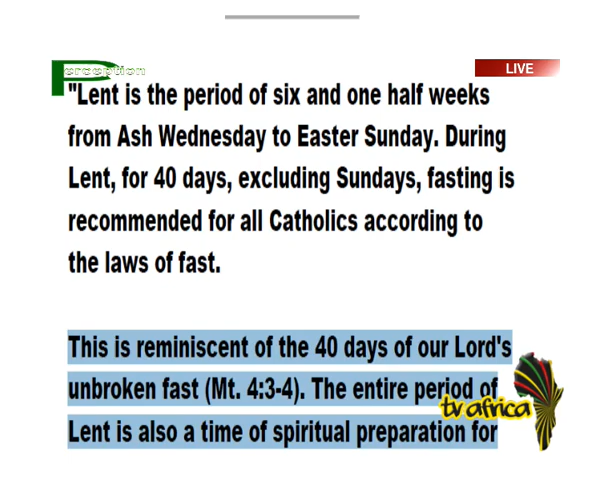 Perception
LIVE
"Lent is the period of six and one half weeks
from Ash Wednesday to Easter Sunday. During
Lent, for 40 days, excluding Sundays, fasting is
recommended for all Catholics according to
the laws of fast.
This is reminiscent of the 40 days of our Lord's
unbroken fast (Mt. 4:3-4). The entire period of
tv africa
Lent is also a time of spiritual preparation for